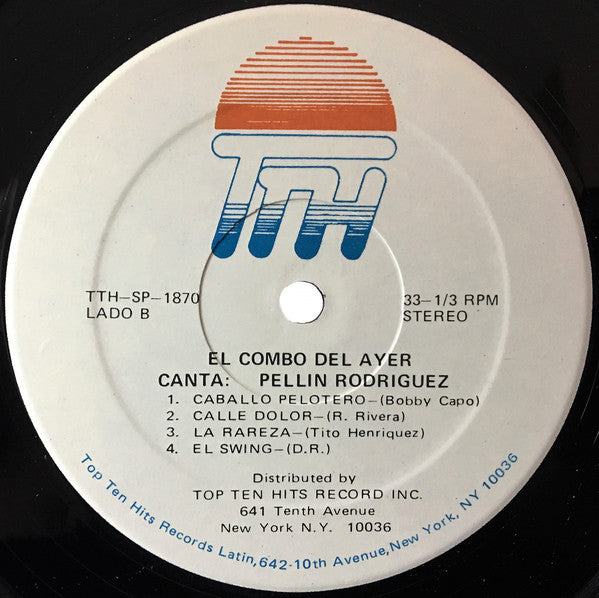 TTH
TTH-SP-1870
LADO B
33-1/3 RPM
STEREO
EL COMBO DEL AYER
CANTA: PELLIN RODRIGUEZ
1. CABALLO PELOTERO-(Bobby Capo)
2. CALLE DOLOR-(R. Rivera)
3. LA RAREZA-(Tito Henriquez)
4. EL SWING-(D.R.)
Distributed by
TOP TEN HITS RECORD INC.
641 Tenth Avenue
New York N.Y. 10036
Top Ten Hits Records Latin,642-10th Avenue,New York, NY 10036